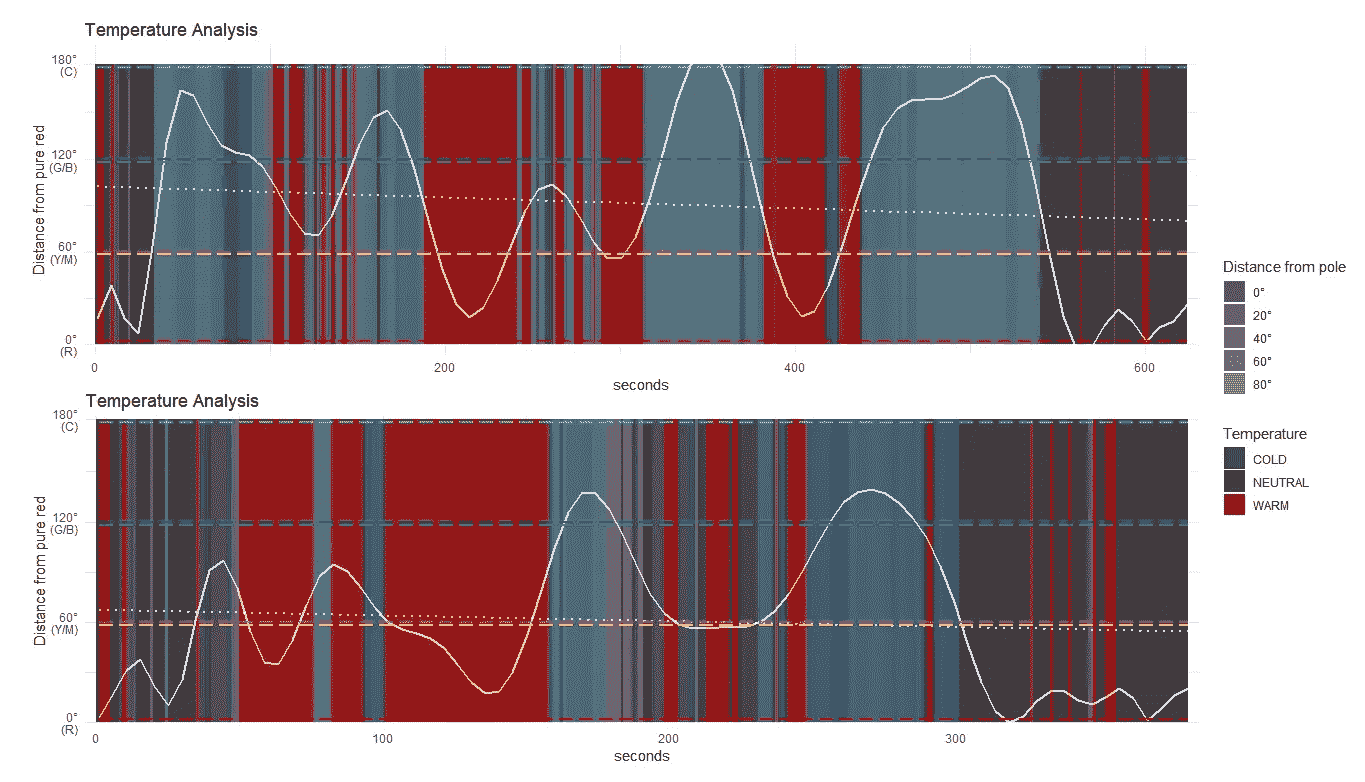 Temperature Analysis
180°
(C)
120°
(G/B)
60°
(Y/M)
0°
(R)
Distance from pure red
0
200
400
600
seconds
Temperature Analysis
180°
(C)
120°
(G/B)
60°
(Y/M)
0°
(R)
Distance from pure red
0
100
200
300
seconds
Distance from pole
0°
20°
40°
60°
80°
Temperature
COLD
NEUTRAL
WARM